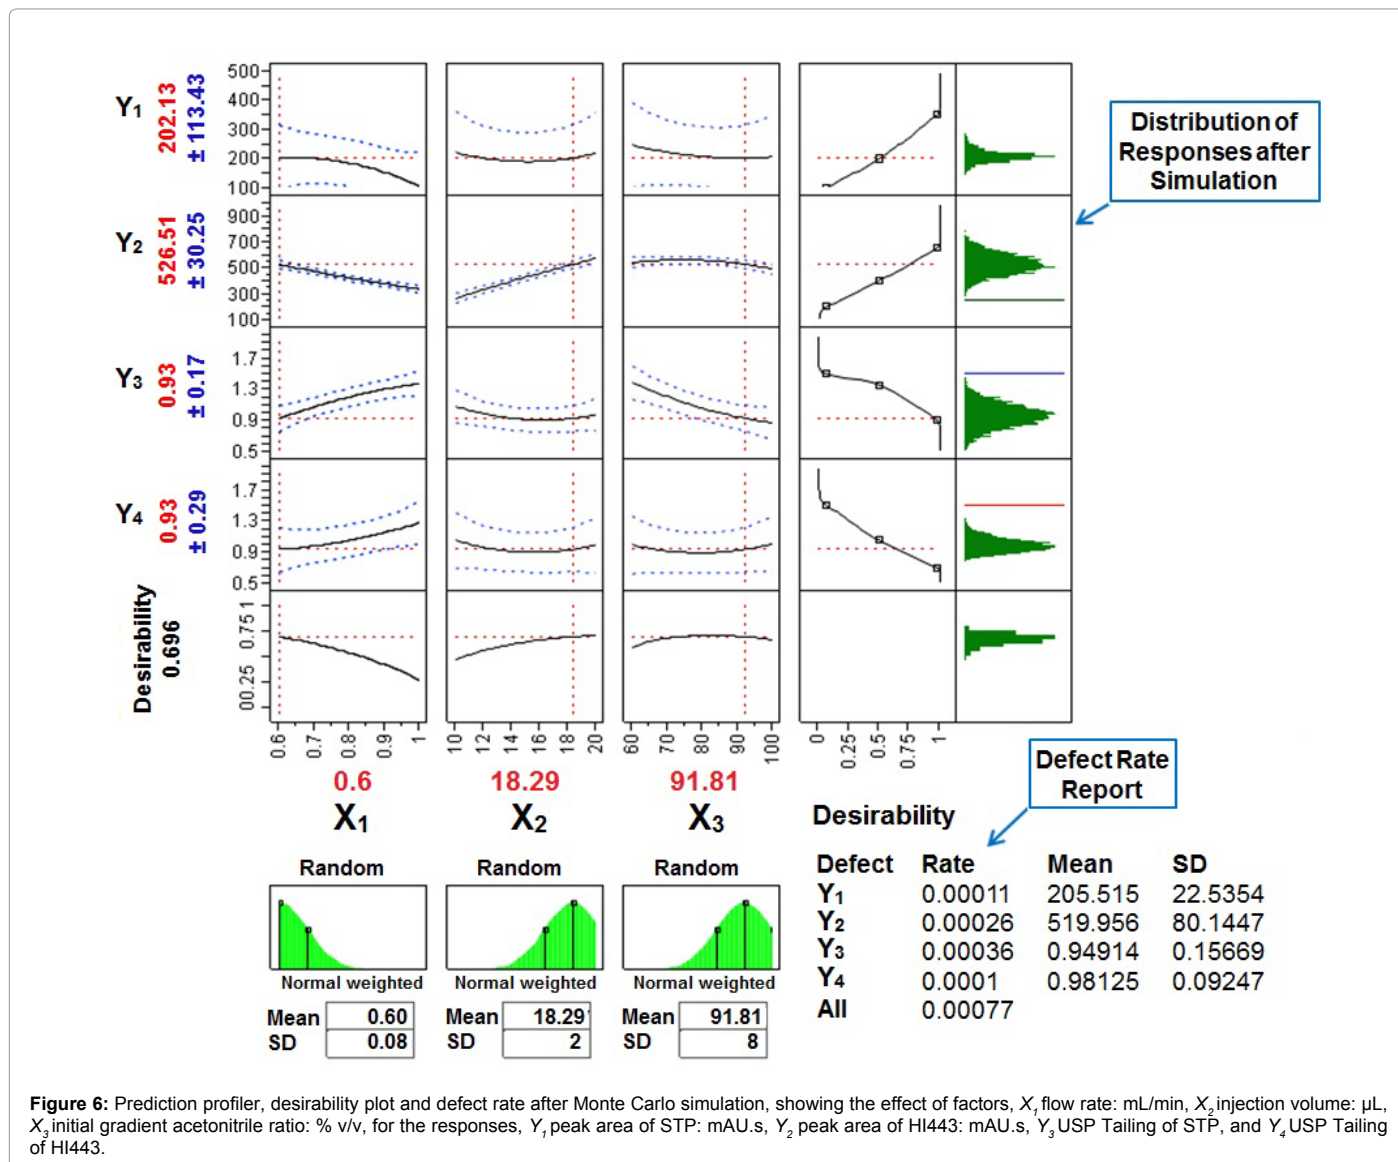 Y1
202.13
± 113.43
500
400
300
200
100
Y2
526.51
± 30.25
900
700
500
300
100
Y3
0.93
± 0.17
1.7
1.3
0.9
0.5
Y4
0.93
± 0.29
1.7
1.3
0.9
0.5
Desirability
0.696
1
0.75
0.25
0
0.6 0.7 0.8 0.9 1
10 12 14 16 18 20
60 70 80 90 100
0 0.25 0.5 0.75 1
0.6 18.29 91.81
X1 X2 X3
Desirability
Distribution of
Responses after
Simulation
Defect Rate
Report
Random Random Random
Normal weighted Normal weighted Normal weighted
Mean 0.60 Mean 18.29 Mean 91.81
SD 0.08 SD 2 SD 8
Defect Rate Mean SD
Y1 0.00011 205.515 22.5354
Y2 0.00026 519.956 80.1447
Y3 0.00036 0.94914 0.15669
Y4 0.0001 0.98125 0.09247
All 0.00077
Figure 6: Prediction profiler, desirability plot and defect rate after Monte Carlo simulation, showing the effect of factors, X1 flow rate: mL/min, X2 injection volume: µL,
X3 initial gradient acetonitrile ratio: % v/v, for the responses, Y1 peak area of STP: mAU.s, Y2 peak area of HI443: mAU.s, Y3 USP Tailing of STP, and Y4 USP Tailing
of HI443.